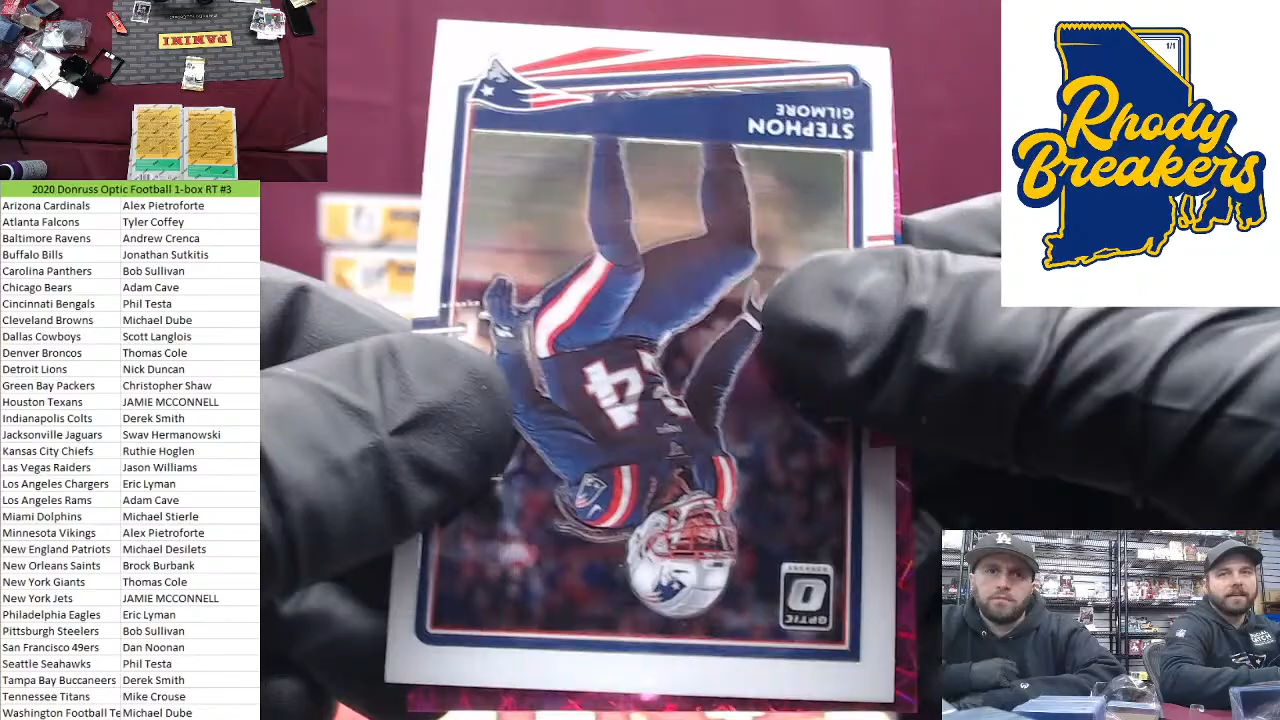 PANINI
1/1
Rhody
Breakers
STEPHON
GILMORE
24
OPTIC
2020 Donruss Optic Football 1-box RT #3
Arizona Cardinals Alex Pietroforte
Atlanta Falcons Tyler Coffey
Baltimore Ravens Andrew Crenca
Buffalo Bills Jonathan Sutkitis
Carolina Panthers Bob Sullivan
Chicago Bears Adam Cave
Cincinnati Bengals Phil Testa
Cleveland Browns Michael Dube
Dallas Cowboys Scott Langlois
Denver Broncos Thomas Cole
Detroit Lions Nick Duncan
Green Bay Packers Christopher Shaw
Houston Texans JAMIE MCCONNELL
Indianapolis Colts Derek Smith
Jacksonville Jaguars Swav Hermanowski
Kansas City Chiefs Ruthie Hoglen
Las Vegas Raiders Jason Williams
Los Angeles Chargers Eric Lyman
Los Angeles Rams Adam Cave
Miami Dolphins Michael Stierle
Minnesota Vikings Alex Pietroforte
New England Patriots Michael Desilets
New Orleans Saints Brock Burbank
New York Giants Thomas Cole
New York Jets JAMIE MCCONNELL
Philadelphia Eagles Eric Lyman
Pittsburgh Steelers Bob Sullivan
San Francisco 49ers Dan Noonan
Seattle Seahawks Phil Testa
Tampa Bay Buccaneers Derek Smith
Tennessee Titans Mike Crouse
Washington Football Te Michael Dube
LA